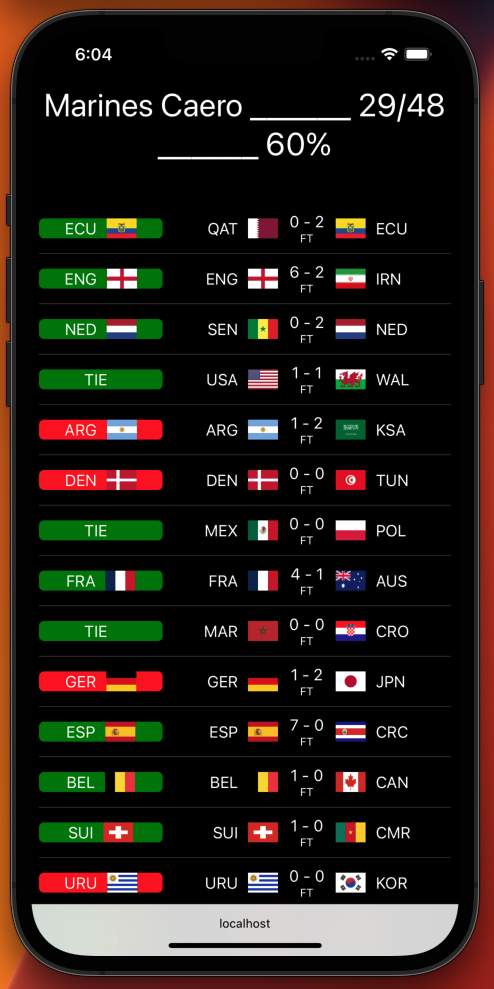 6:04
Marines Caero ______ 29/48
______ 60%
ECU QAT 0 - 2 ECU
FT
ENG ENG 6 - 2 IRN
FT
NED SEN 0 - 2 NED
FT
TIE USA 1 - 1 WAL
FT
ARG ARG 1 - 2 KSA
FT
DEN DEN 0 - 0 TUN
FT
TIE MEX 0 - 0 POL
FT
FRA FRA 4 - 1 AUS
FT
TIE MAR 0 - 0 CRO
FT
GER GER 1 - 2 JPN
FT
ESP ESP 7 - 0 CRC
FT
BEL BEL 1 - 0 CAN
FT
SUI SUI 1 - 0 CMR
FT
URU URU 0 - 0 KOR
FT
localhost